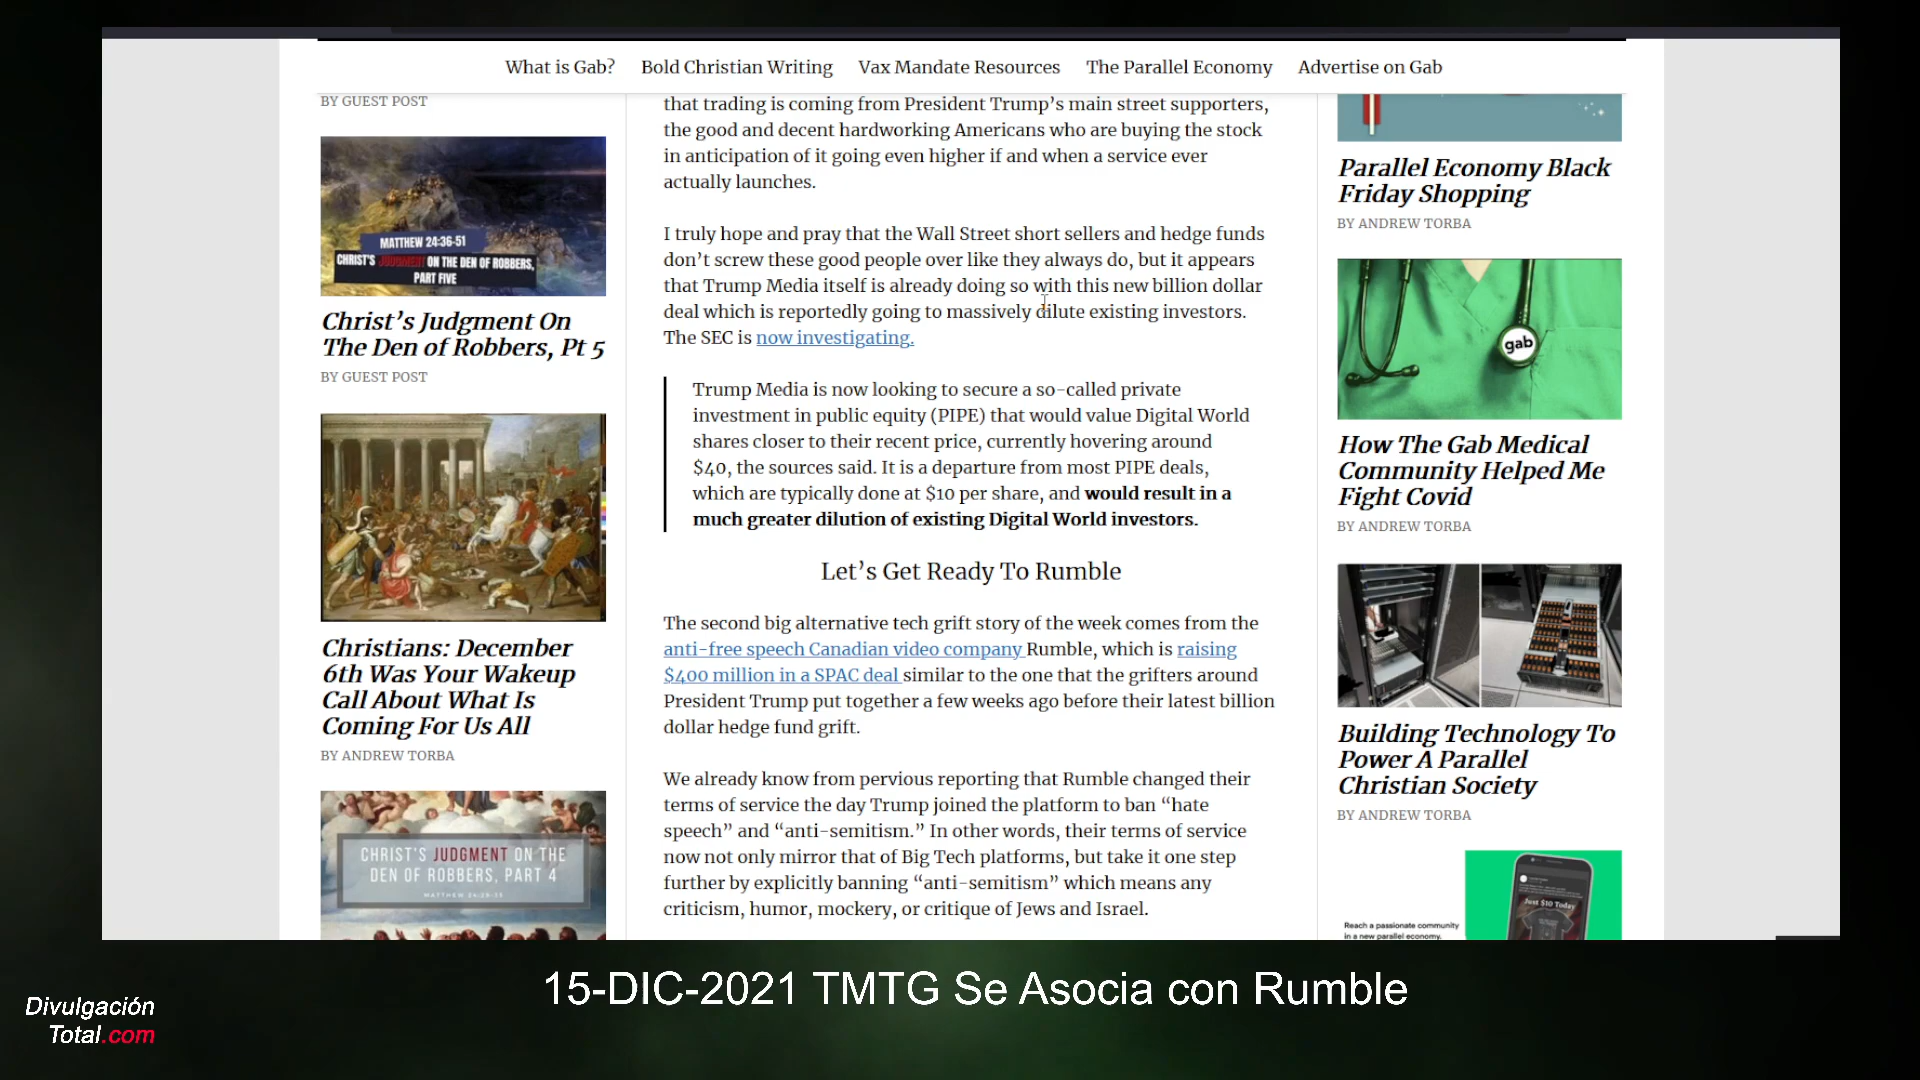 What is Gab? Bold Christian Writing Vax Mandate Resources The Parallel Economy Advertise on Gab
BY GUEST POST
MATTHEW 24:36-51
CHRIST'S JUDGMENT ON THE DEN OF ROBBERS,
PART FIVE
Christ's Judgment On
The Den of Robbers, Pt 5
BY GUEST POST
Christians: December
6th Was Your Wakeup
Call About What Is
Coming For Us All
BY ANDREW TORBA
CHRIST'S JUDGMENT ON THE
DEN OF ROBBERS, PART 4
MATTHEW 24:29-35
that trading is coming from President Trump's main street supporters,
the good and decent hardworking Americans who are buying the stock
in anticipation of it going even higher if and when a service ever
actually launches.
I truly hope and pray that the Wall Street short sellers and hedge funds
don't screw these good people over like they always do, but it appears
that Trump Media itself is already doing so with this new billion dollar
deal which is reportedly going to massively dilute existing investors.
The SEC is now investigating.
Trump Media is now looking to secure a so-called private
investment in public equity (PIPE) that would value Digital World
shares closer to their recent price, currently hovering around
$40, the sources said. It is a departure from most PIPE deals,
which are typically done at $10 per share, and would result in a
much greater dilution of existing Digital World investors.
Let's Get Ready To Rumble
The second big alternative tech grift story of the week comes from the
anti-free speech Canadian video company Rumble, which is raising
$400 million in a SPAC deal similar to the one that the grifters around
President Trump put together a few weeks ago before their latest billion
dollar hedge fund grift.
We already know from pervious reporting that Rumble changed their
terms of service the day Trump joined the platform to ban “hate
speech” and “anti-semitism.” In other words, their terms of service
now not only mirror that of Big Tech platforms, but take it one step
further by explicitly banning “anti-semitism” which means any
criticism, humor, mockery, or critique of Jews and Israel.
Parallel Economy Black
Friday Shopping
BY ANDREW TORBA
gab
How The Gab Medical
Community Helped Me
Fight Covid
BY ANDREW TORBA
Building Technology To
Power A Parallel
Christian Society
BY ANDREW TORBA
Reach a passionate community
in a new parallel economy.
Just $10 Today
15-DIC-2021 TMTG Se Asocia con Rumble
Divulgación
Total.com